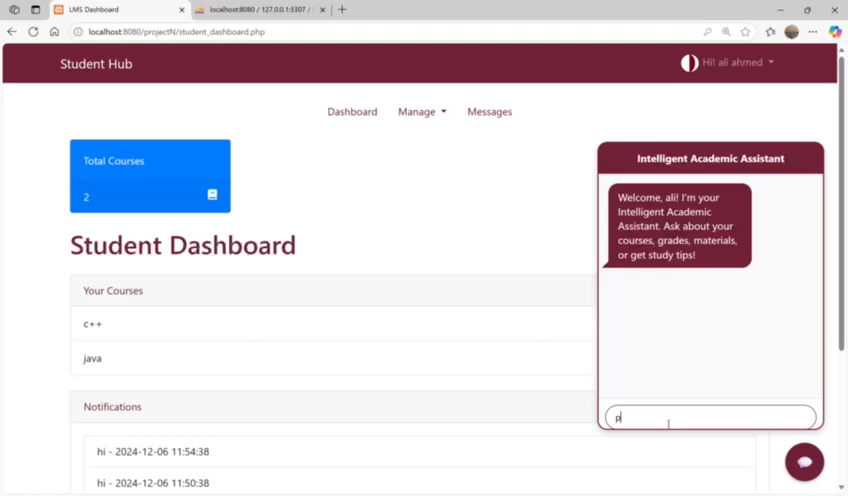 LMS Dashboard
localhost:8080 / 127.0.0.1:3307 /
localhost:8080/projectN/student_dashboard.php
Student Hub
Hi! ali ahmed
Dashboard Manage Messages
Total Courses
2
Student Dashboard
Your Courses
c++
java
Notifications
hi - 2024-12-06 11:54:38
hi - 2024-12-06 11:50:38
Intelligent Academic Assistant
Welcome, ali! I'm your
Intelligent Academic
Assistant. Ask about your
courses, grades, materials,
or get study tips!
p